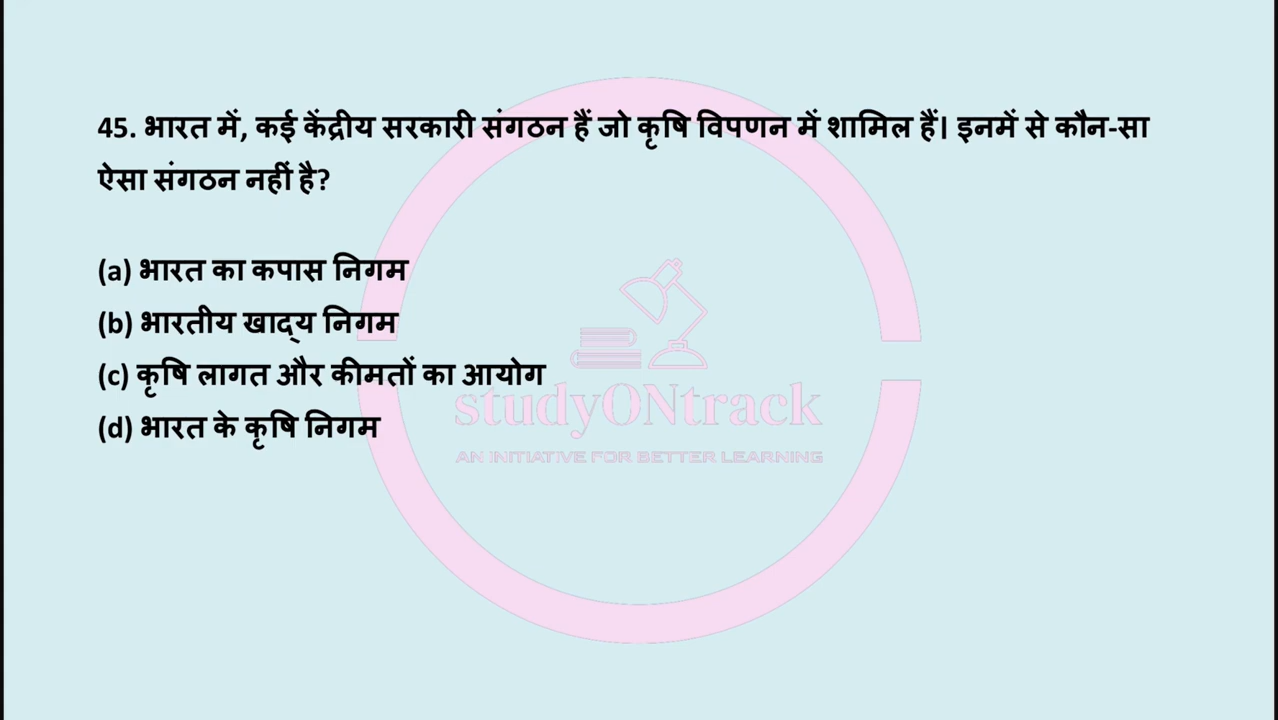 45. भारत में, कई केंद्रीय सरकारी संगठन हैं जो कृषि विपणन में शामिल हैं। इनमें से कौन-सा
ऐसा संगठन नहीं है?
(a) भारत का कपास निगम
(b) भारतीय खाद्य निगम
(c) कृषि लागत और कीमतों का आयोग
(d) भारत के कृषि निगम
studyONtrack
AN INITIATIVE FOR BETTER LEARNING